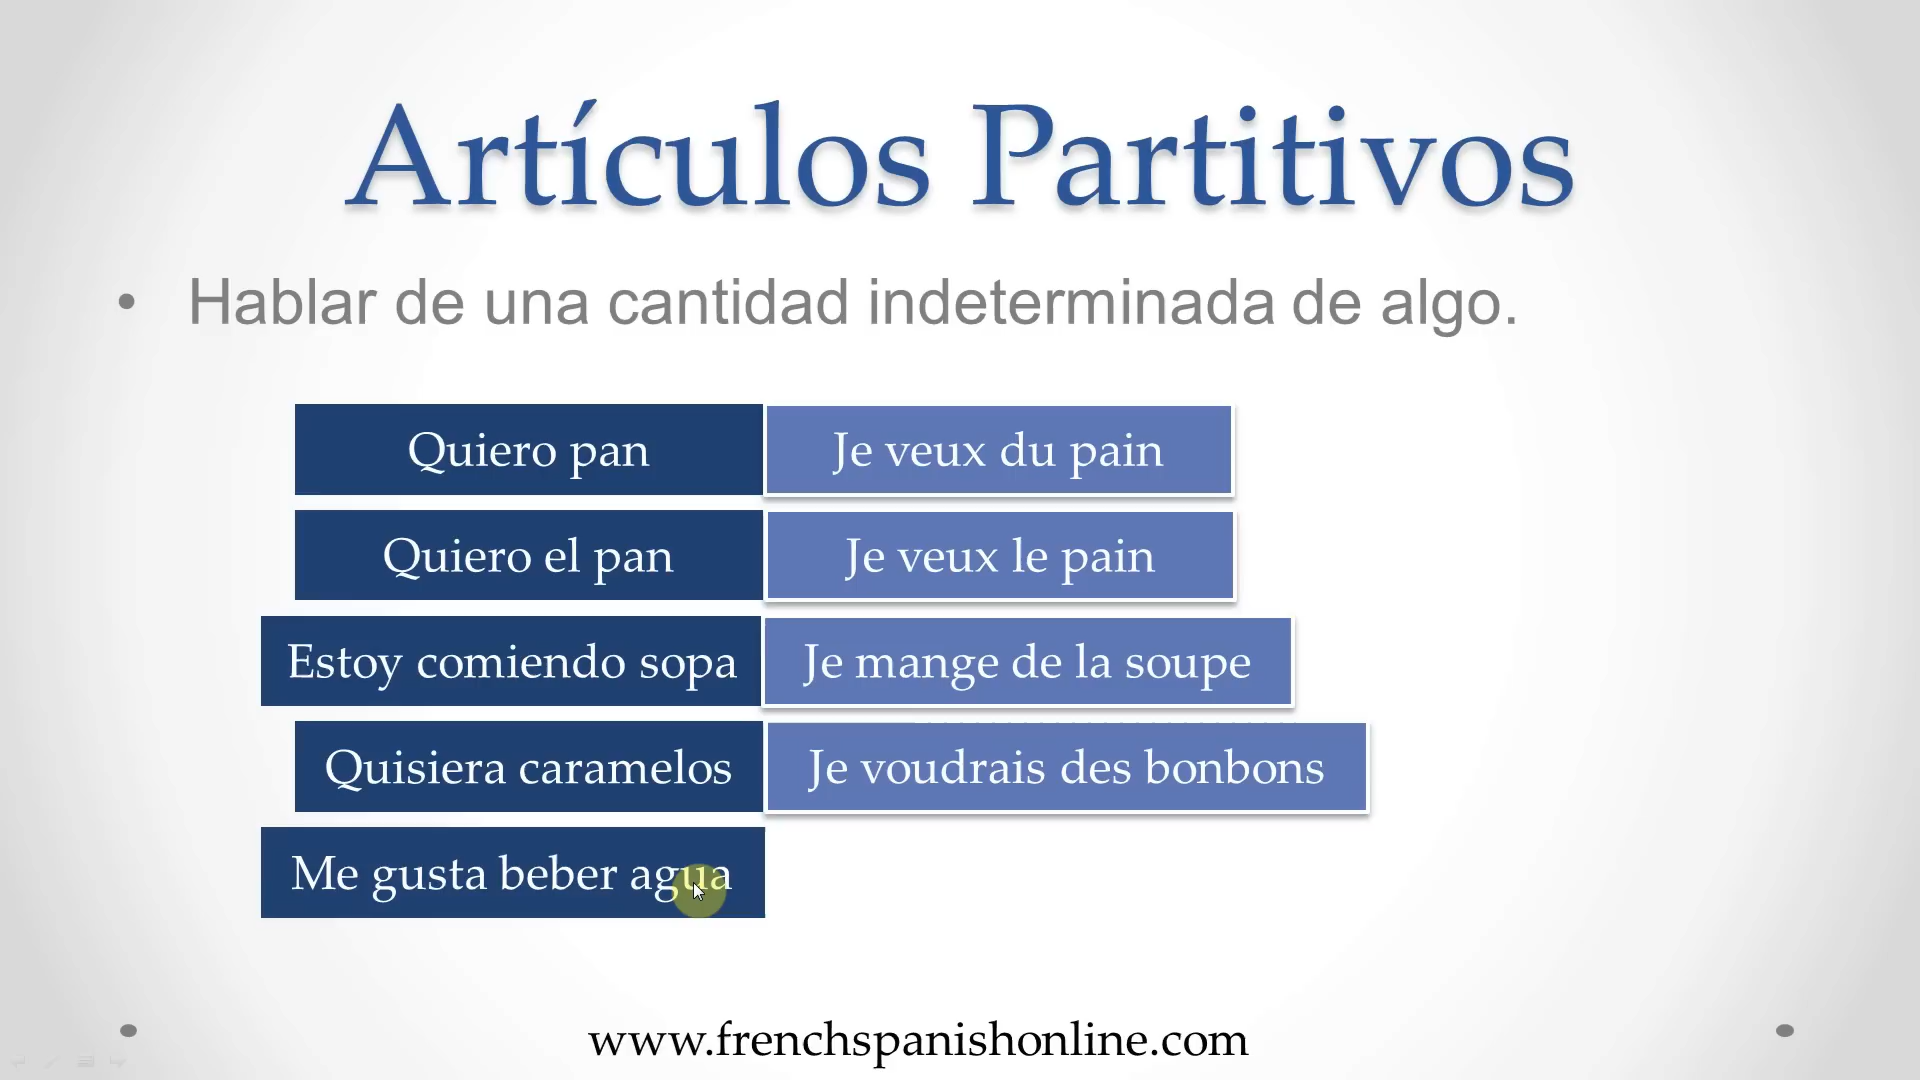 Artículos Partitivos
• Hablar de una cantidad indeterminada de algo.
Quiero pan
Je veux du pain
Quiero el pan
Je veux le pain
Estoy comiendo sopa
Je mange de la soupe
Quisiera caramelos
Je voudrais des bonbons
Me gusta beber agua
www.frenchspanishonline.com